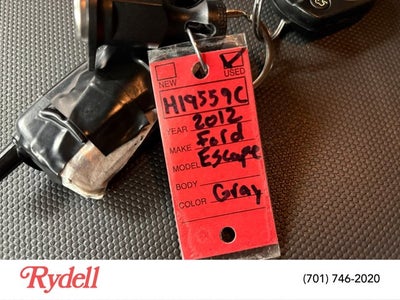 NEW USED
H19559C
YEAR 2012
MAKE Ford
MODEL Escape
BODY
COLOR Gray
Rydell
(701) 746-2020